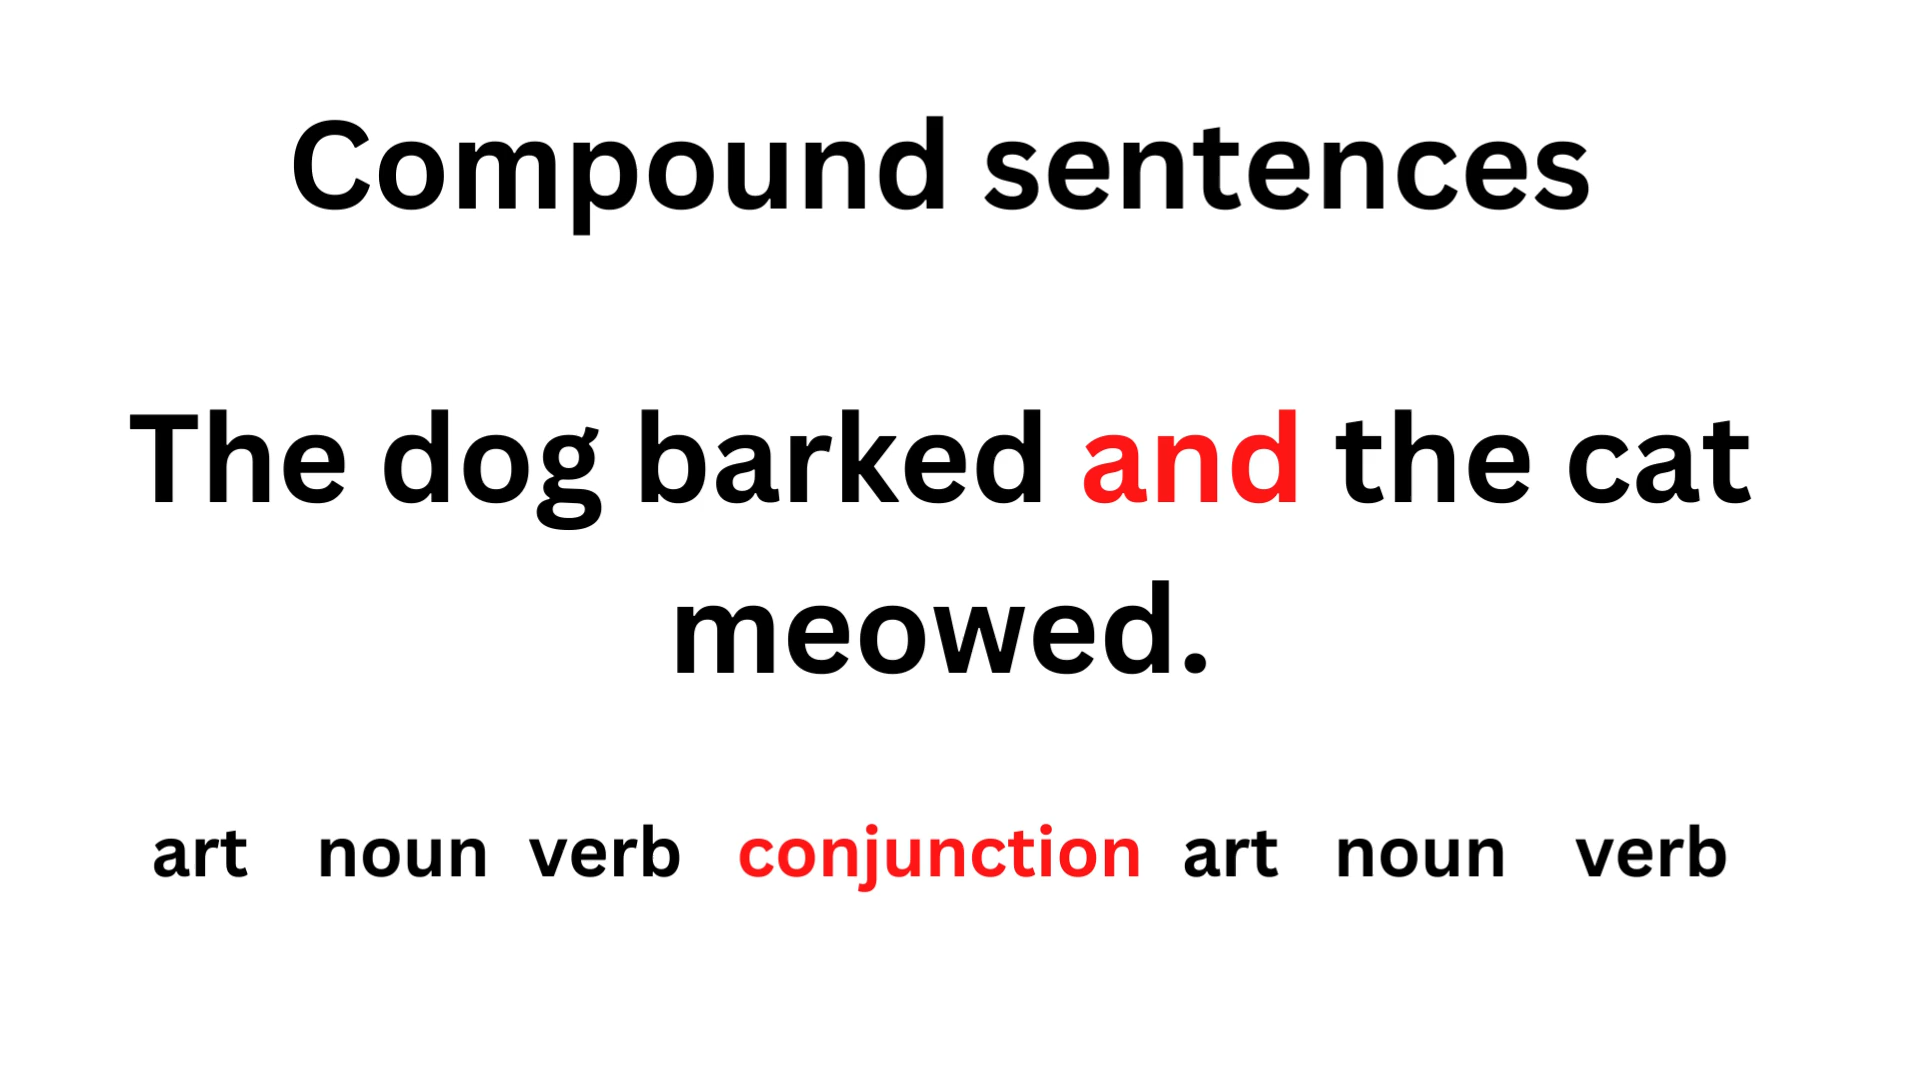 Compound sentences
The dog barked and the cat
meowed.
art noun verb conjunction art noun verb